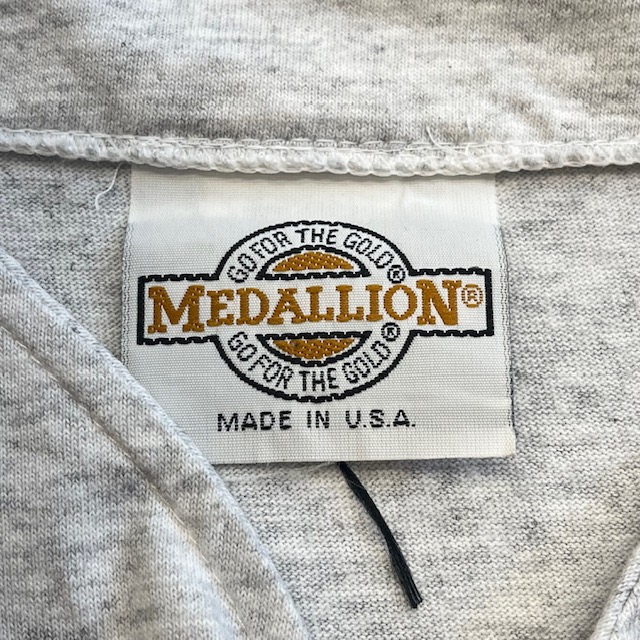 GO FOR THE GOLD®
MEDALLION®
GO FOR THE GOLD®
MADE IN U.S.A.